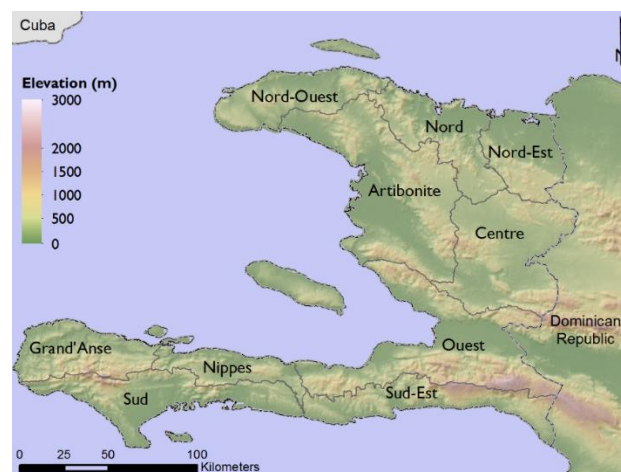 Cuba
N
Elevation (m)
3000
2000
1000
500
0
Nord-Ouest
Nord
Nord-Est
Artibonite
Centre
Dominican
Republic
Ouest
Grand'Anse
Nippes
Sud-Est
Sud
0 25 50 100
Kilometers